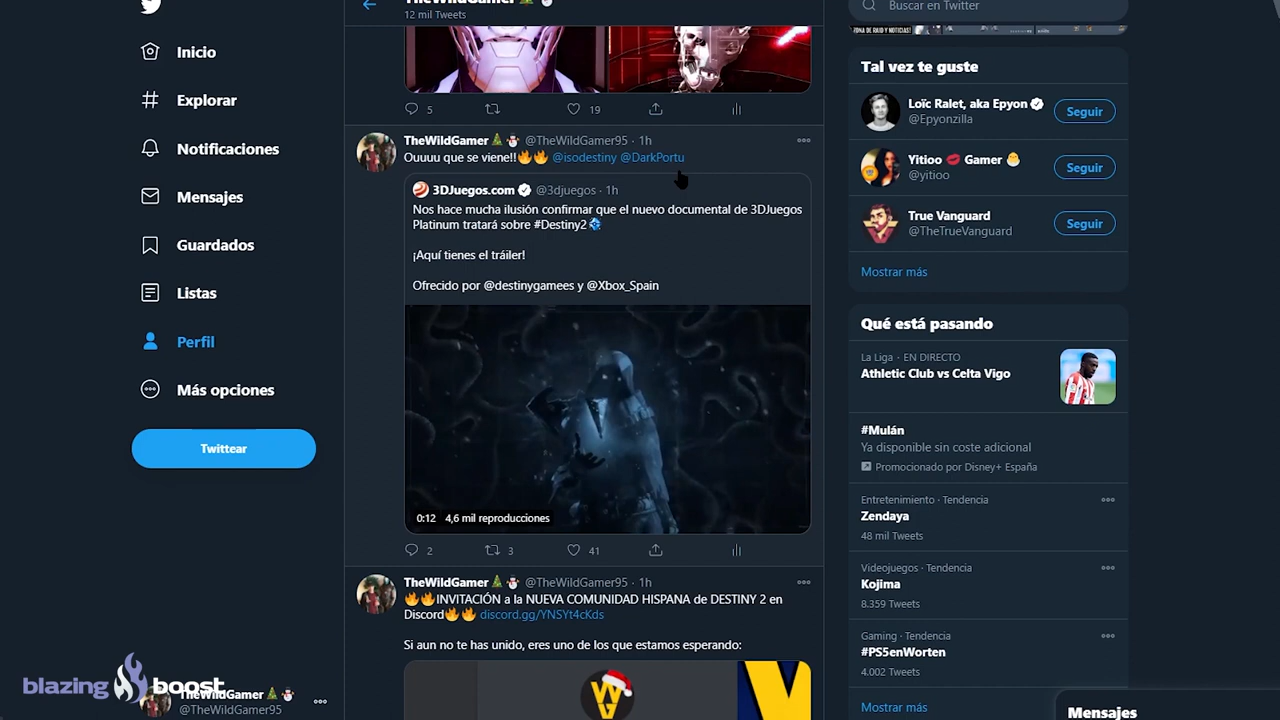 Inicio
Explorar
Notificaciones
Mensajes
Guardados
Listas
Perfil
Más opciones
Twittear
blazing boost
TheWildGamer
@TheWildGamer95
TheWildGamer
12 mil Tweets
5
19
TheWildGamer @TheWildGamer95 · 1h
Ouuuu que se viene!!🔥🔥 @isodestiny @DarkPortu
3DJuegos.com @3djuegos · 1h
Nos hace mucha ilusión confirmar que el nuevo documental de 3DJuegos
Platinum tratará sobre #Destiny2
¡Aquí tienes el tráiler!
Ofrecido por @destinygamees y @Xbox_Spain
0:12 4,6 mil reproducciones
2
3
41
TheWildGamer @TheWildGamer95 · 1h
🔥🔥INVITACIÓN a la NUEVA COMUNIDAD HISPANA de DESTINY 2 en
Discord🔥🔥 discord.gg/YNSYt4cKds
Si aun no te has unido, eres uno de los que estamos esperando:
WG
Buscar en Twitter
ZONA DE RAID Y NOTICIAS!
Tal vez te guste
Loïc Ralet, aka Epyon
@Epyonzilla
Seguir
Yitioo 💋 Gamer 🐣
@yitioo
Seguir
True Vanguard
@TheTrueVanguard
Seguir
Mostrar más
Qué está pasando
La Liga · EN DIRECTO
Athletic Club vs Celta Vigo
#Mulán
Ya disponible sin coste adicional
Promocionado por Disney+ España
Entretenimiento · Tendencia
Zendaya
48 mil Tweets
Videojuegos · Tendencia
Kojima
8.359 Tweets
Gaming · Tendencia
#PS5enWorten
4.002 Tweets
Mostrar más
Mensajes